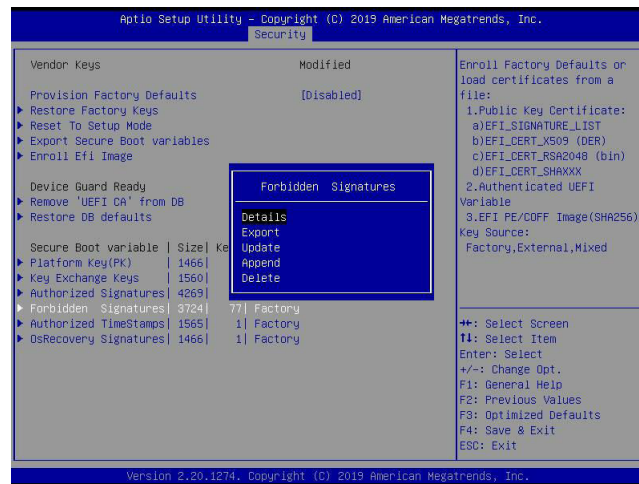 Aptio Setup Utility – Copyright (C) 2019 American Megatrends, Inc.
Security
Vendor Keys Modified
Provision Factory Defaults [Disabled]
Restore Factory Keys
Reset To Setup Mode
Export Secure Boot variables
Enroll Efi Image
Device Guard Ready
Remove 'UEFI CA' from DB
Restore DB defaults
Secure Boot variable | Size| Ke
Platform Key(PK) | 1466|
Key Exchange Keys | 1560|
Authorized Signatures| 4269|
Forbidden Signatures| 3724| 77| Factory
Authorized TimeStamps| 1565| 1| Factory
OsRecovery Signatures| 1466| 1| Factory
Forbidden Signatures
Details
Export
Update
Append
Delete
Enroll Factory Defaults or
load certificates from a
file:
1.Public Key Certificate:
a)EFI_SIGNATURE_LIST
b)EFI_CERT_X509 (DER)
c)EFI_CERT_RSA2048 (bin)
d)EFI_CERT_SHAXXX
2.Authenticated UEFI
Variable
3.EFI PE/COFF Image(SHA256)
Key Source:
Factory,External,Mixed
→←: Select Screen
↑↓: Select Item
Enter: Select
+/-: Change Opt.
F1: General Help
F2: Previous Values
F3: Optimized Defaults
F4: Save & Exit
ESC: Exit
Version 2.20.1274. Copyright (C) 2019 American Megatrends, Inc.